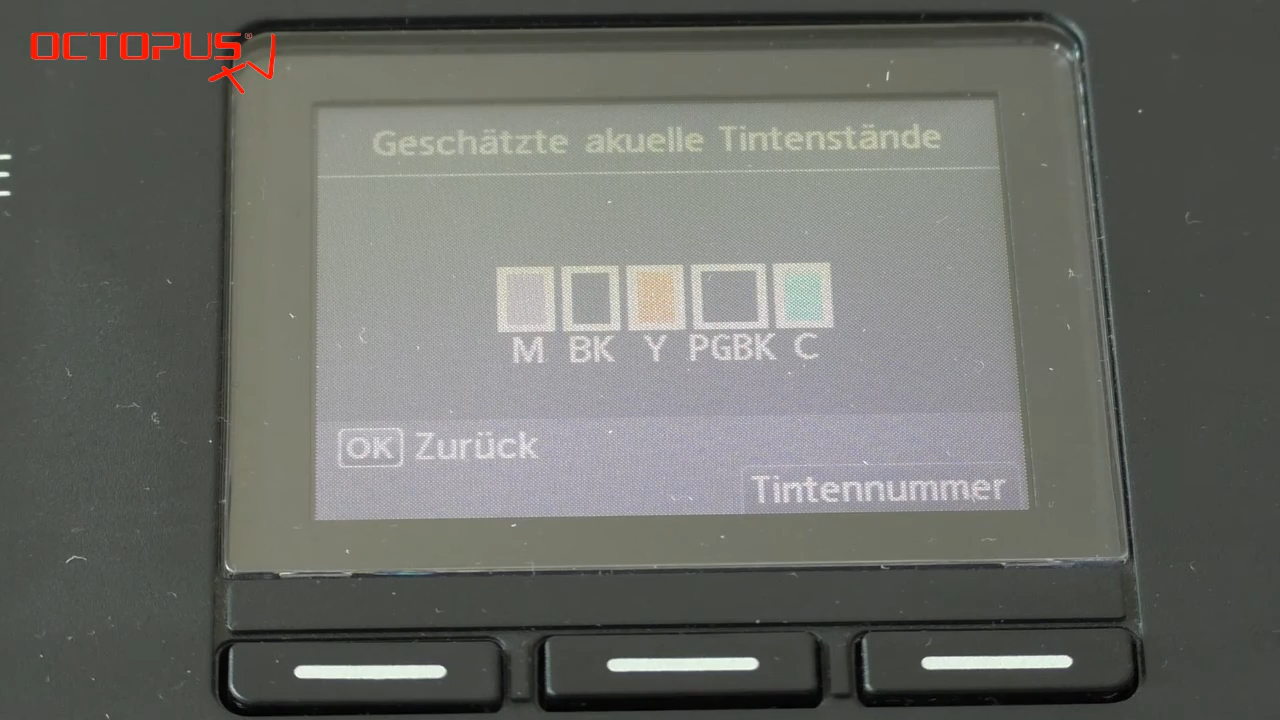 OCTOPUS
Geschätzte akuelle Tintenstände
M BK Y PGBK C
OK Zurück
Tintennummer